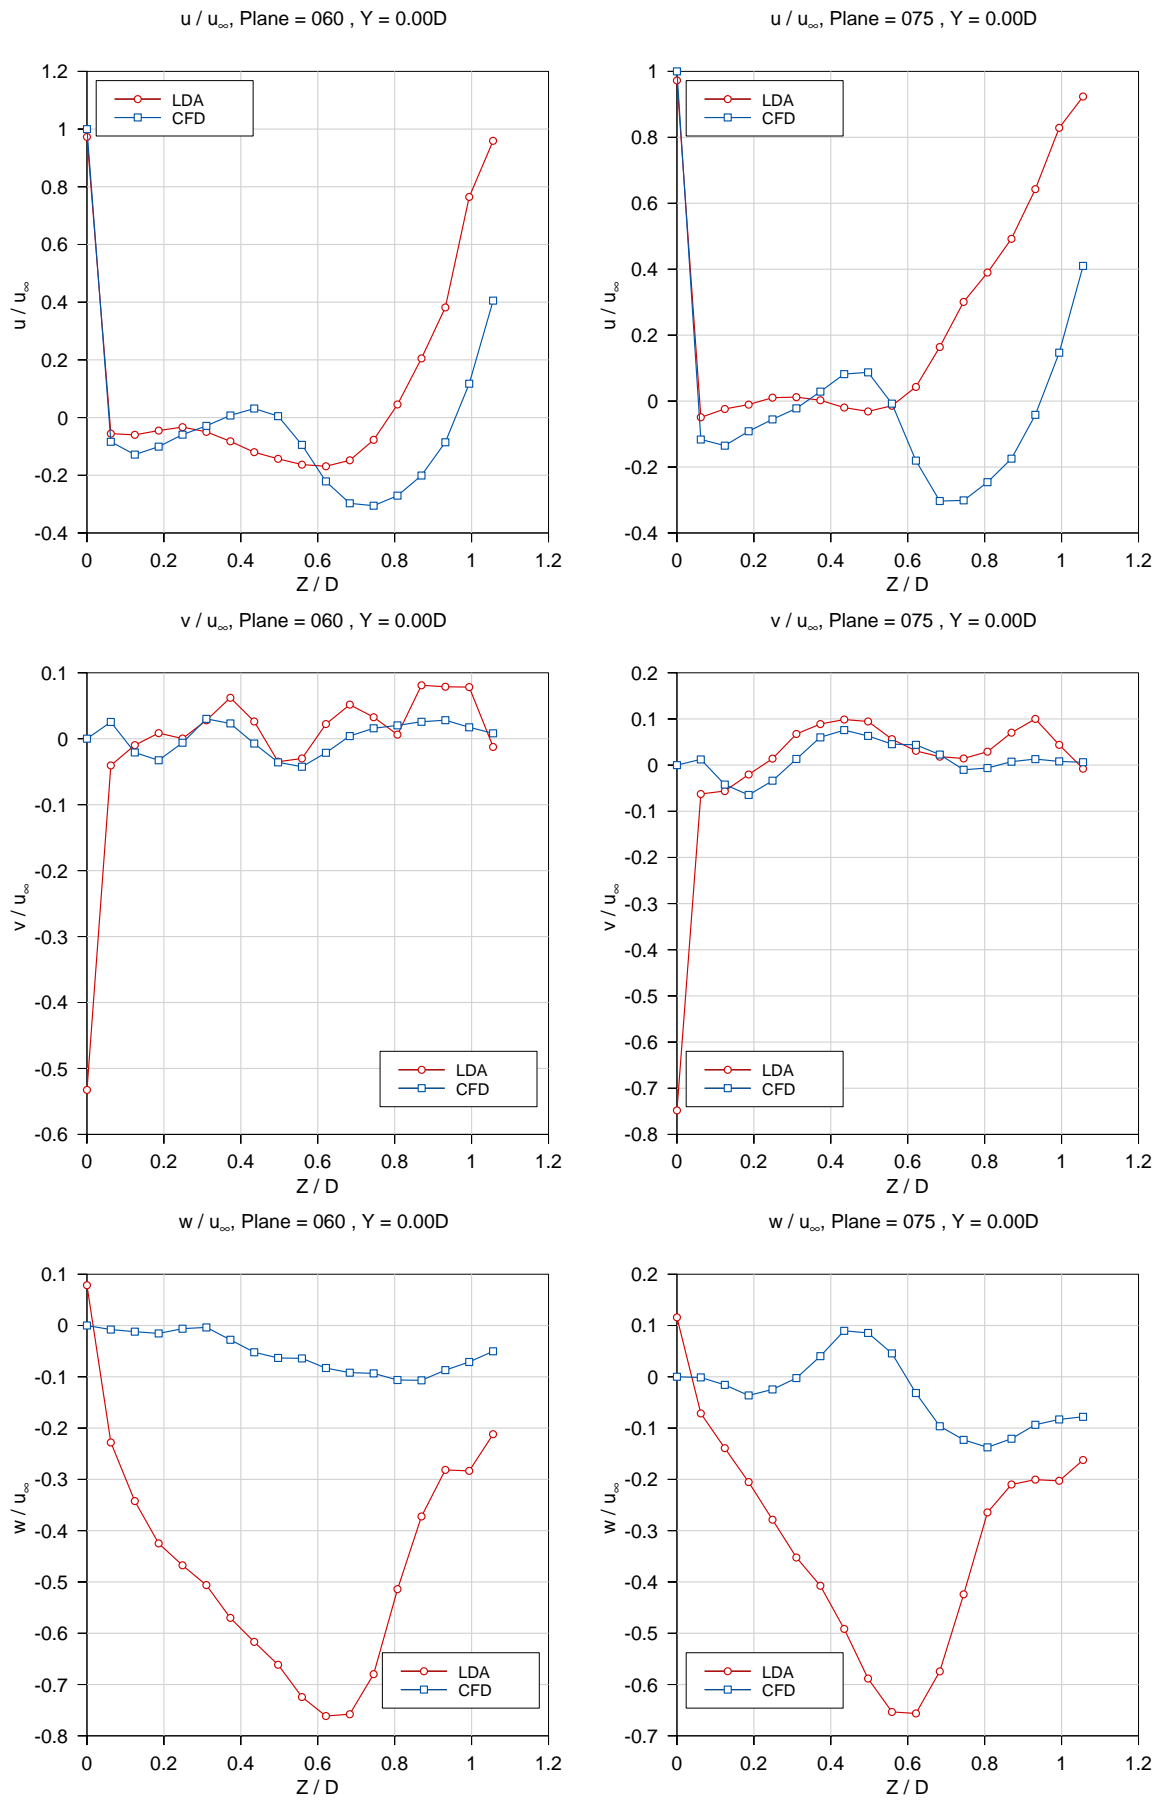 u / u∞, Plane = 060 , Y = 0.00D
1.2
1
0.8
0.6
0.4
0.2
0
-0.2
-0.4
u / u∞
LDA
CFD
0 0.2 0.4 0.6 0.8 1 1.2
Z / D
u / u∞, Plane = 075 , Y = 0.00D
1
0.8
0.6
0.4
0.2
0
-0.2
-0.4
u / u∞
LDA
CFD
0 0.2 0.4 0.6 0.8 1 1.2
Z / D
v / u∞, Plane = 060 , Y = 0.00D
0.1
0
-0.1
-0.2
-0.3
-0.4
-0.5
-0.6
v / u∞
LDA
CFD
0 0.2 0.4 0.6 0.8 1 1.2
Z / D
v / u∞, Plane = 075 , Y = 0.00D
0.2
0.1
0
-0.1
-0.2
-0.3
-0.4
-0.5
-0.6
-0.7
-0.8
v / u∞
LDA
CFD
0 0.2 0.4 0.6 0.8 1 1.2
Z / D
w / u∞, Plane = 060 , Y = 0.00D
0.1
0
-0.1
-0.2
-0.3
-0.4
-0.5
-0.6
-0.7
-0.8
w / u∞
LDA
CFD
0 0.2 0.4 0.6 0.8 1 1.2
Z / D
w / u∞, Plane = 075 , Y = 0.00D
0.2
0.1
0
-0.1
-0.2
-0.3
-0.4
-0.5
-0.6
-0.7
w / u∞
LDA
CFD
0 0.2 0.4 0.6 0.8 1 1.2
Z / D